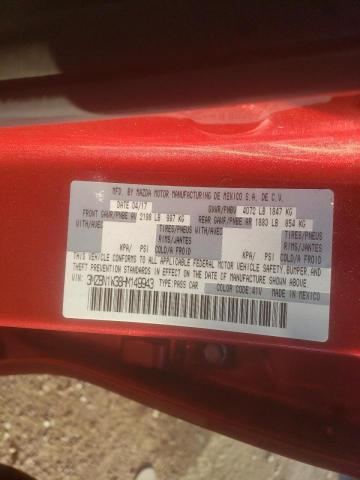 MFD. BY MAZDA MOTOR MANUFACTURING DE MEXICO S.A. DE C.V.
DATE 04/17 GVWR/PNBV 4072 LB 1847 KG
FRONT GAWR/PNBE AV 2198 LB 997 KG REAR GAWR/PNBE AR 1883 LB 854 KG
TIRES/PNEUS TIRES/PNEUS
RIMS/JANTES RIMS/JANTES
KPA/ PSI COLD/A FROID KPA/ PSI COLD/A FROID
THIS VEHICLE CONFORMS TO ALL APPLICABLE FEDERAL MOTOR VEHICLE SAFETY, BUMPER, AND
THEFT PREVENTION STANDARDS IN EFFECT ON THE DATE OF MANUFACTURE SHOWN ABOVE.
VIN: 3MZBN1W38HM149943 TYPE: PASS CAR COLOR CODE: 41V